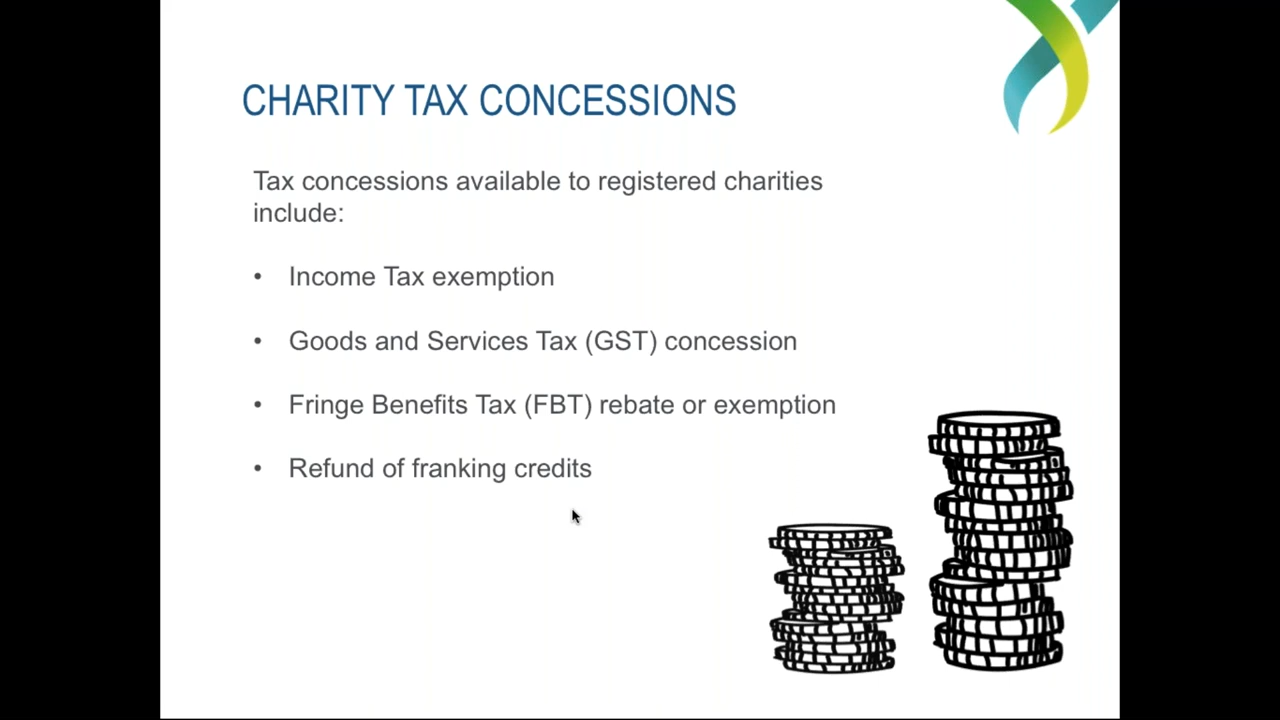 CHARITY TAX CONCESSIONS
Tax concessions available to registered charities
include:
• Income Tax exemption
• Goods and Services Tax (GST) concession
• Fringe Benefits Tax (FBT) rebate or exemption
• Refund of franking credits